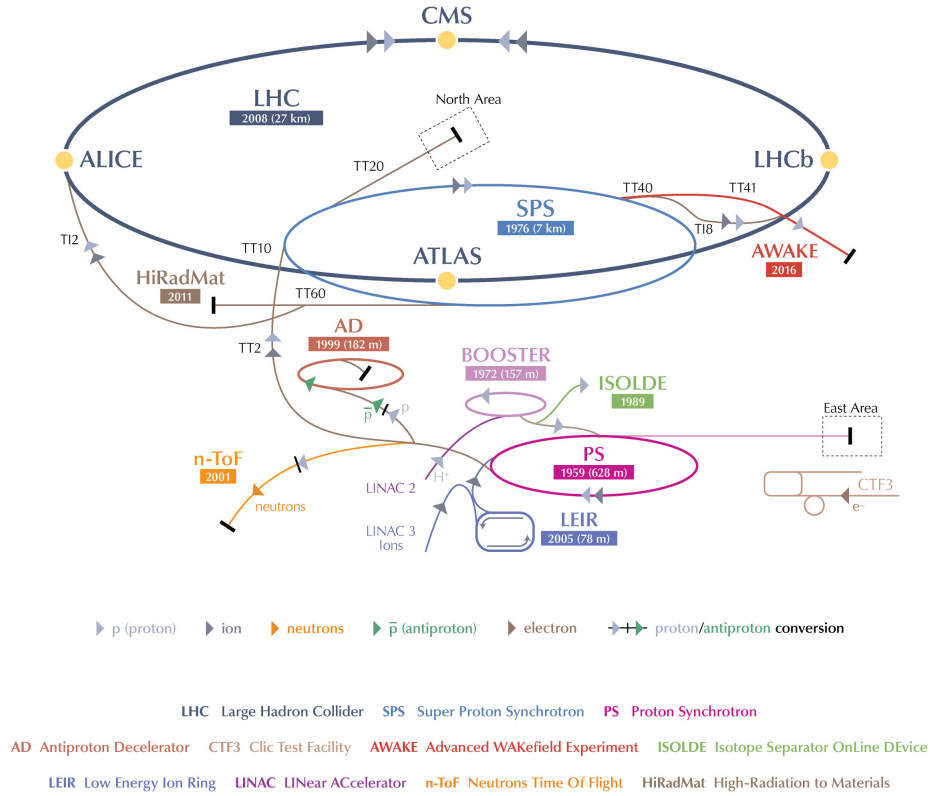 CMS
LHC
2008 (27 km)
North Area
ALICE
LHCb
TT20
TT40
TT41
SPS
1976 (7 km)
TI8
TI2
TT10
ATLAS
AWAKE
2016
HiRadMat
2011
TT60
AD
1999 (182 m)
TT2
BOOSTER
1972 (157 m)
ISOLDE
1989
p̅
p
East Area
n-ToF
2001
PS
1959 (628 m)
H⁺
LINAC 2
neutrons
CTF3
e⁻
LINAC 3
Ions
LEIR
2005 (78 m)
p (proton) ion neutrons p̅ (antiproton) electron proton/antiproton conversion
LHC Large Hadron Collider SPS Super Proton Synchrotron PS Proton Synchrotron
AD Antiproton Decelerator CTF3 Clic Test Facility AWAKE Advanced WAKefield Experiment ISOLDE Isotope Separator OnLine DEvice
LEIR Low Energy Ion Ring LINAC LINear ACcelerator n-ToF Neutrons Time Of Flight HiRadMat High-Radiation to Materials